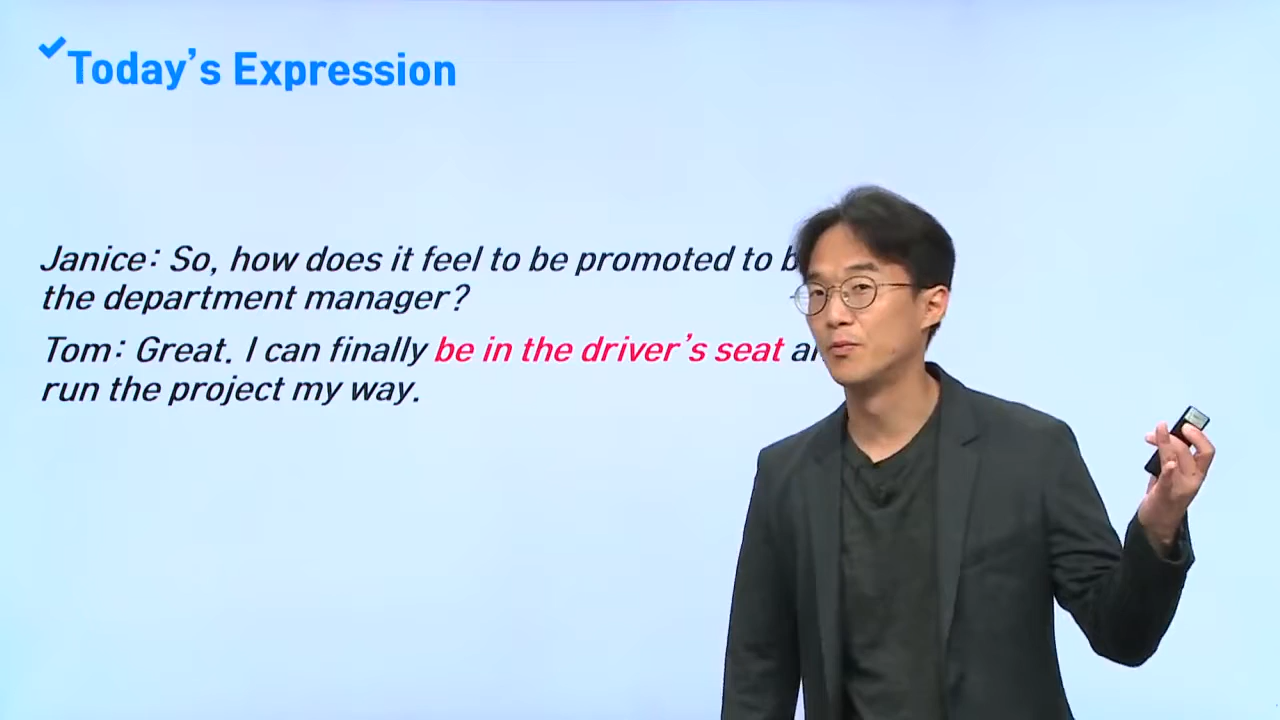 Today's Expression
Janice: So, how does it feel to be promoted to
the department manager?
Tom: Great. I can finally be in the driver's seat
run the project my way.